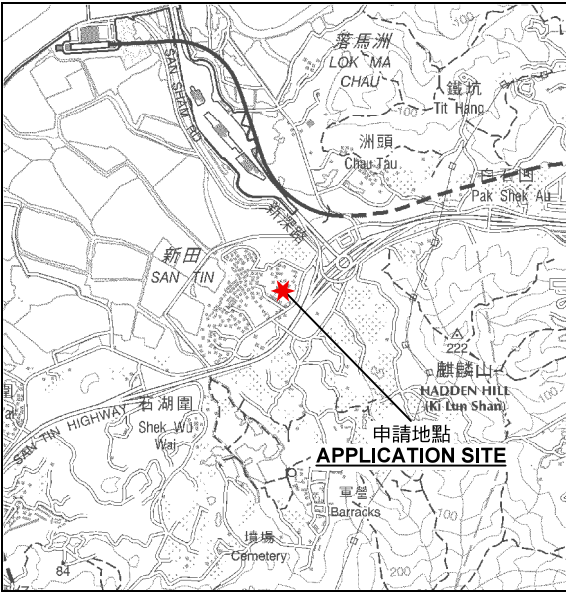 落馬洲
LOK MA
CHAU
SAN SHAM RD
鐵坑
Tit Hang
100
100
洲頭
Chau Tau
白石凹
Pak Shek Au
新深路
新田
SAN TIN
222
麒麟山
HADDEN HILL
(Ki Lun Shan)
圍
石湖圍
Shek Wu
Wai
SAN TIN HIGHWAY
申請地點
APPLICATION SITE
軍營
Barracks
100
墳場
Cemetery
84
200